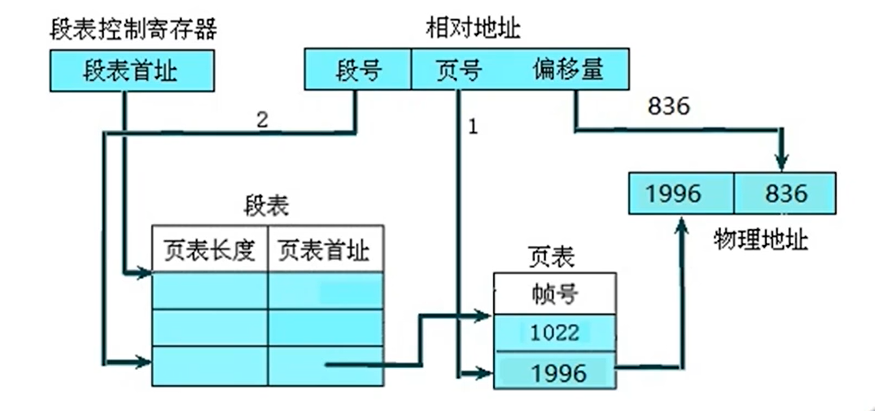 段表控制寄存器
相对地址
段表首址
段号 页号 偏移量
2
1
836
1996 836
物理地址
段表
页表长度 页表首址
页表
帧号
1022
1996